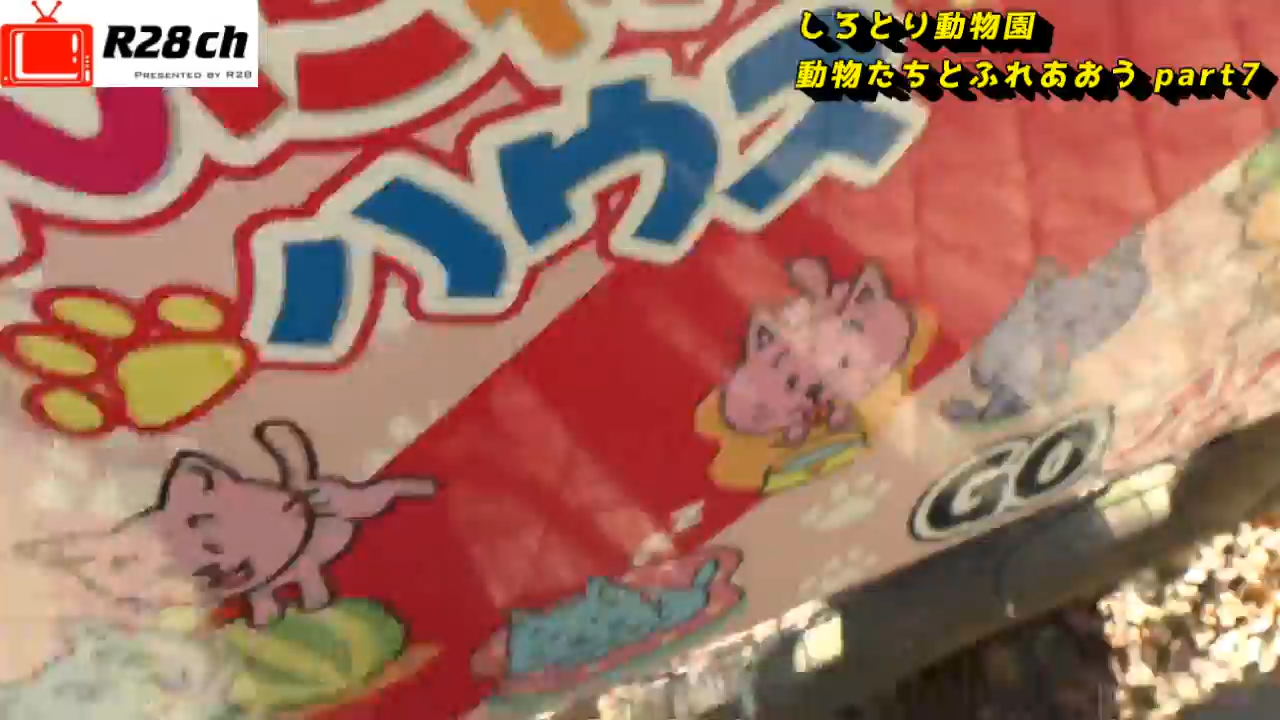 R28ch
PRESENTED BY R28
しろとり動物園
動物たちとふれあおう part7
ハウス
GO